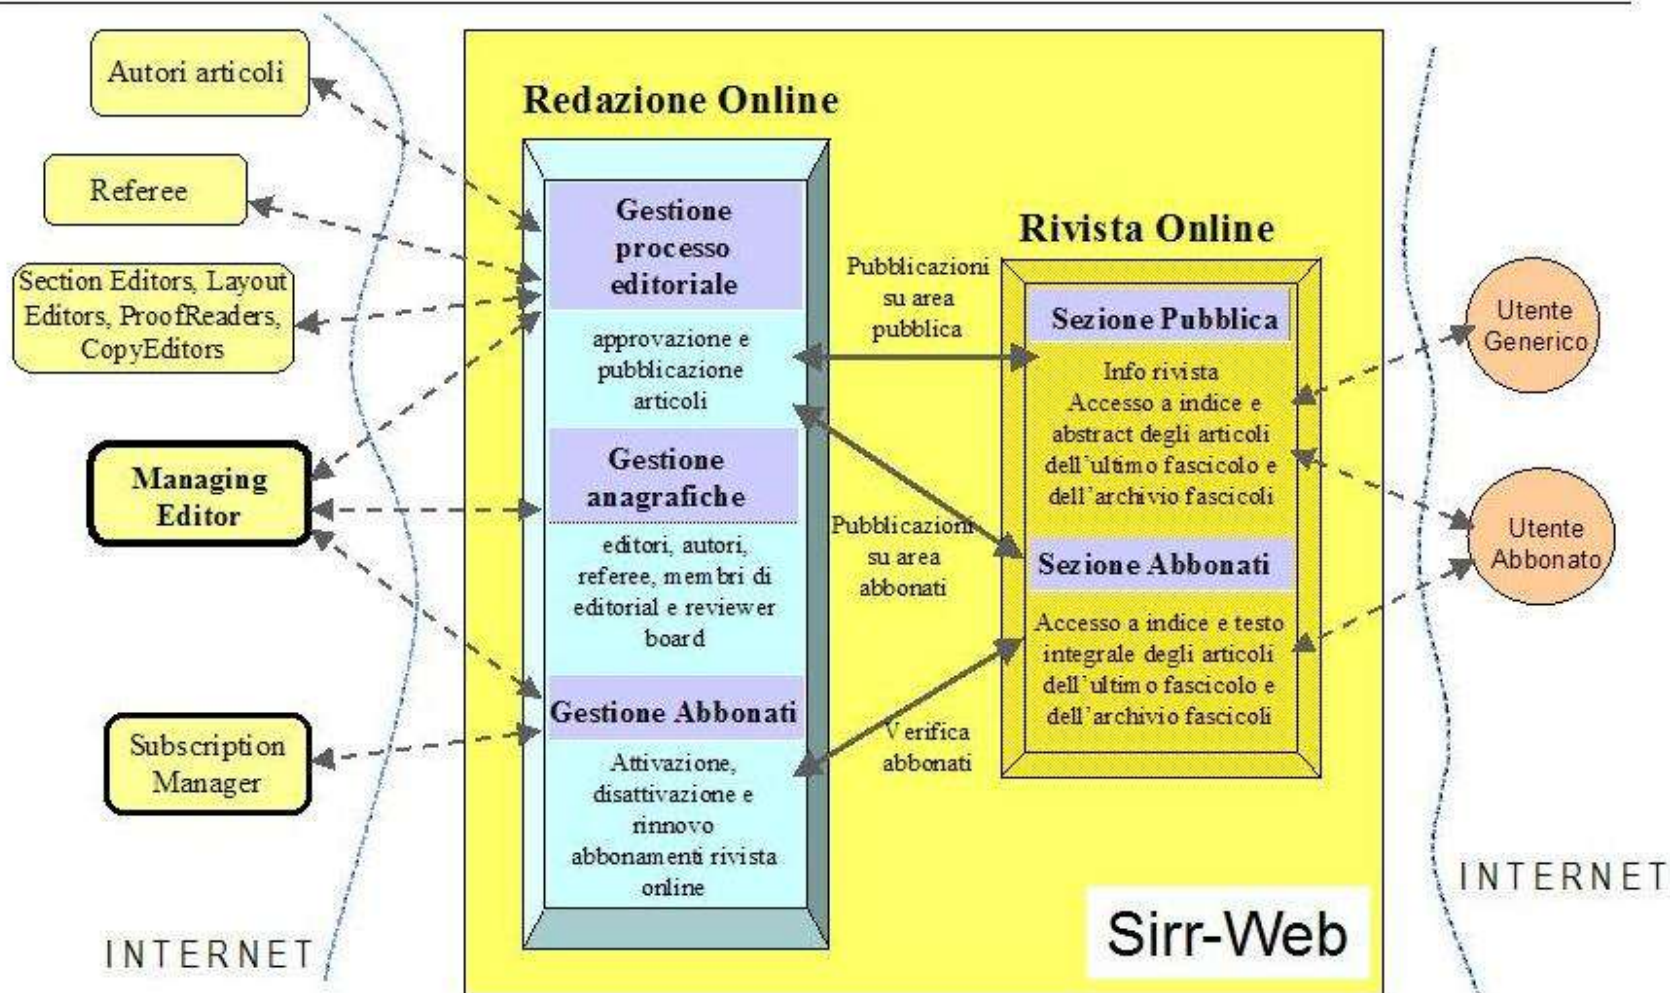 Autori articoli
Referee
Section Editors, Layout
Editors, ProofReaders,
CopyEditors
Managing
Editor
Subscription
Manager
INTERNET
Redazione Online
Gestione
processo
editoriale
approvazione e
pubblicazione
articoli
Gestione
anagrafiche
editori, autori,
referee, membri di
editorial e reviewer
board
Gestione Abbonati
Attivazione,
disattivazione e
rinnovo
abbonamenti rivista
online
Pubblicazioni
su area
pubblica
Pubblicazioni
su area
abbonati
Verifica
abbonati
Rivista Online
Sezione Pubblica
Info rivista
Accesso a indice e
abstract degli articoli
dell'ultimo fascicolo e
dell'archivio fascicoli
Sezione Abbonati
Accesso a indice e testo
integrale degli articoli
dell'ultimo fascicolo e
dell'archivio fascicoli
Sirr-Web
Utente
Generico
Utente
Abbonato
INTERNET